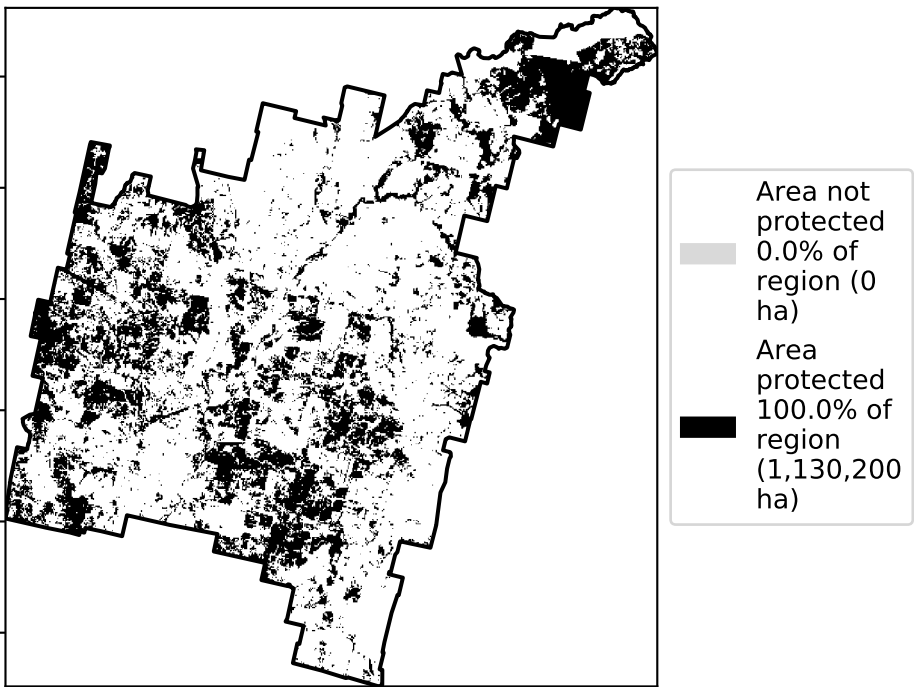 Area not
protected
0.0% of
region (0
ha)
Area
protected
100.0% of
region
(1,130,200
ha)